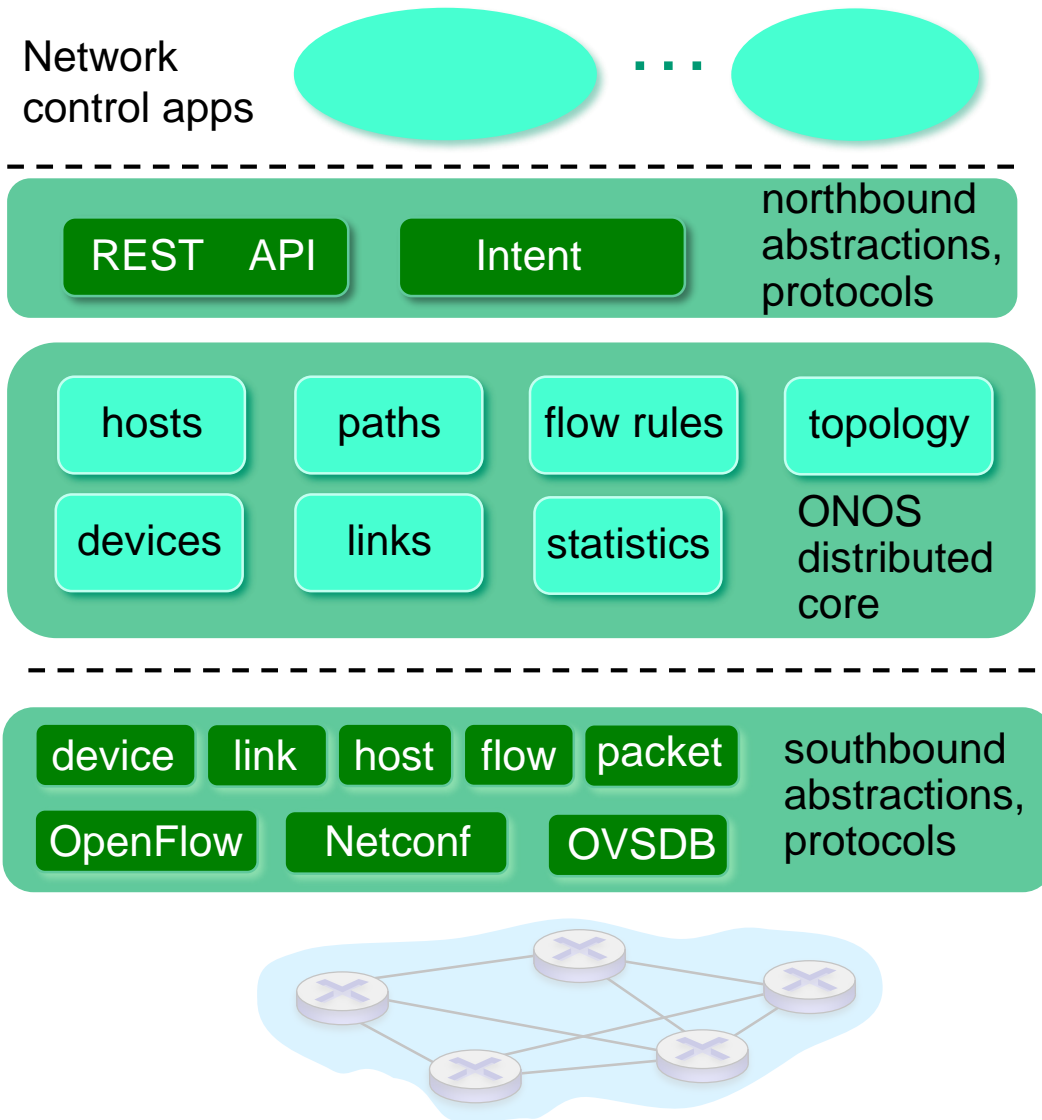 Network
control apps
. . .
REST API
Intent
northbound
abstractions,
protocols
hosts
paths
flow rules
topology
devices
links
statistics
ONOS
distributed
core
device
link
host
flow
packet
OpenFlow
Netconf
OVSDB
southbound
abstractions,
protocols